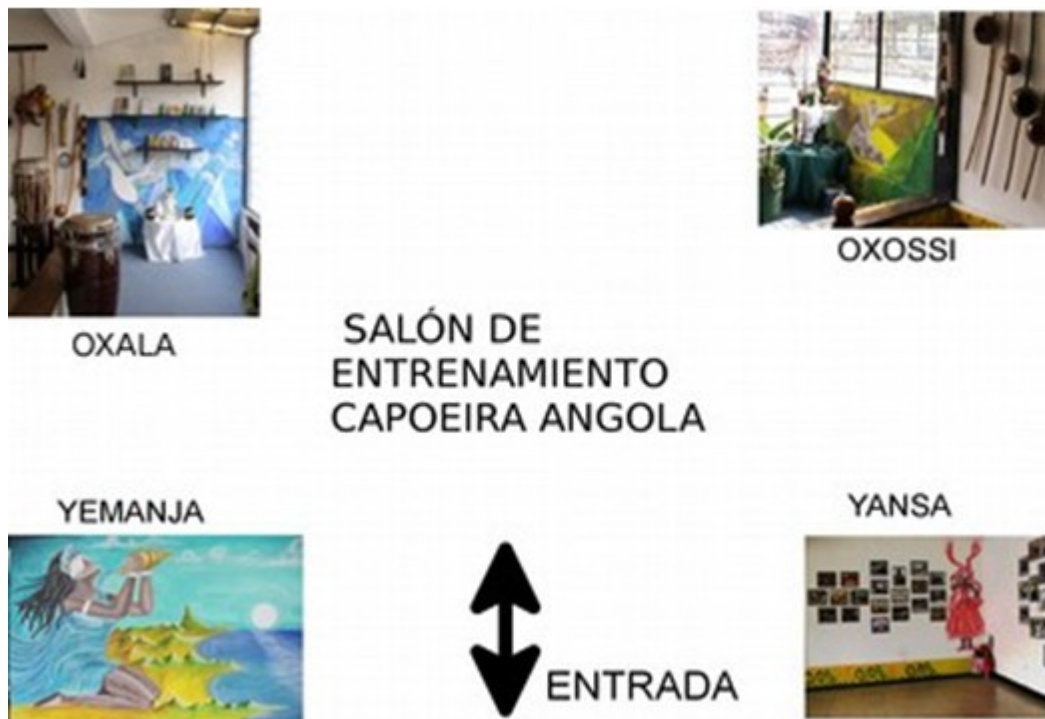 OXOSSI
OXALA
SALÓN DE
ENTRENAMIENTO
CAPOEIRA ANGOLA
YEMANJA
YANSA
ENTRADA